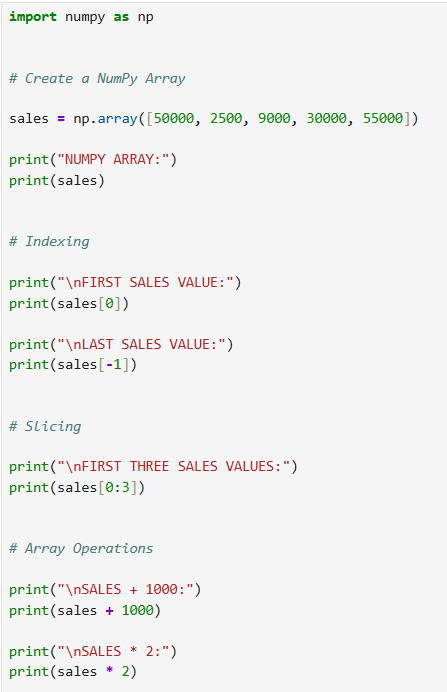 import numpy as np
# Create a NumPy Array
sales = np.array([50000, 2500, 9000, 30000, 55000])
print("NUMPY ARRAY:")
print(sales)
# Indexing
print("\nFIRST SALES VALUE:")
print(sales[0])
print("\nLAST SALES VALUE:")
print(sales[-1])
# Slicing
print("\nFIRST THREE SALES VALUES:")
print(sales[0:3])
# Array Operations
print("\nSALES + 1000:")
print(sales + 1000)
print("\nSALES * 2:")
print(sales * 2)